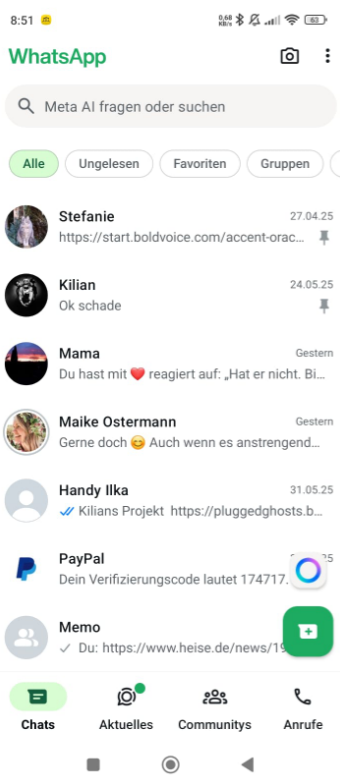 8:51
0,68 KB/s 63
WhatsApp
Meta AI fragen oder suchen
Alle Ungelesen Favoriten Gruppen
Stefanie 27.04.25
https://start.boldvoice.com/accent-orac...
Kilian 24.05.25
Ok schade
Mama Gestern
Du hast mit ❤️ reagiert auf: „Hat er nicht. Bi...
Maike Ostermann Gestern
Gerne doch 😊 Auch wenn es anstrengend...
Handy Ilka 31.05.25
Kilians Projekt https://pluggedghosts.b...
PayPal
Dein Verifizierungscode lautet 174717.
Memo
Du: https://www.heise.de/news/19
Chats Aktuelles Communitys Anrufe